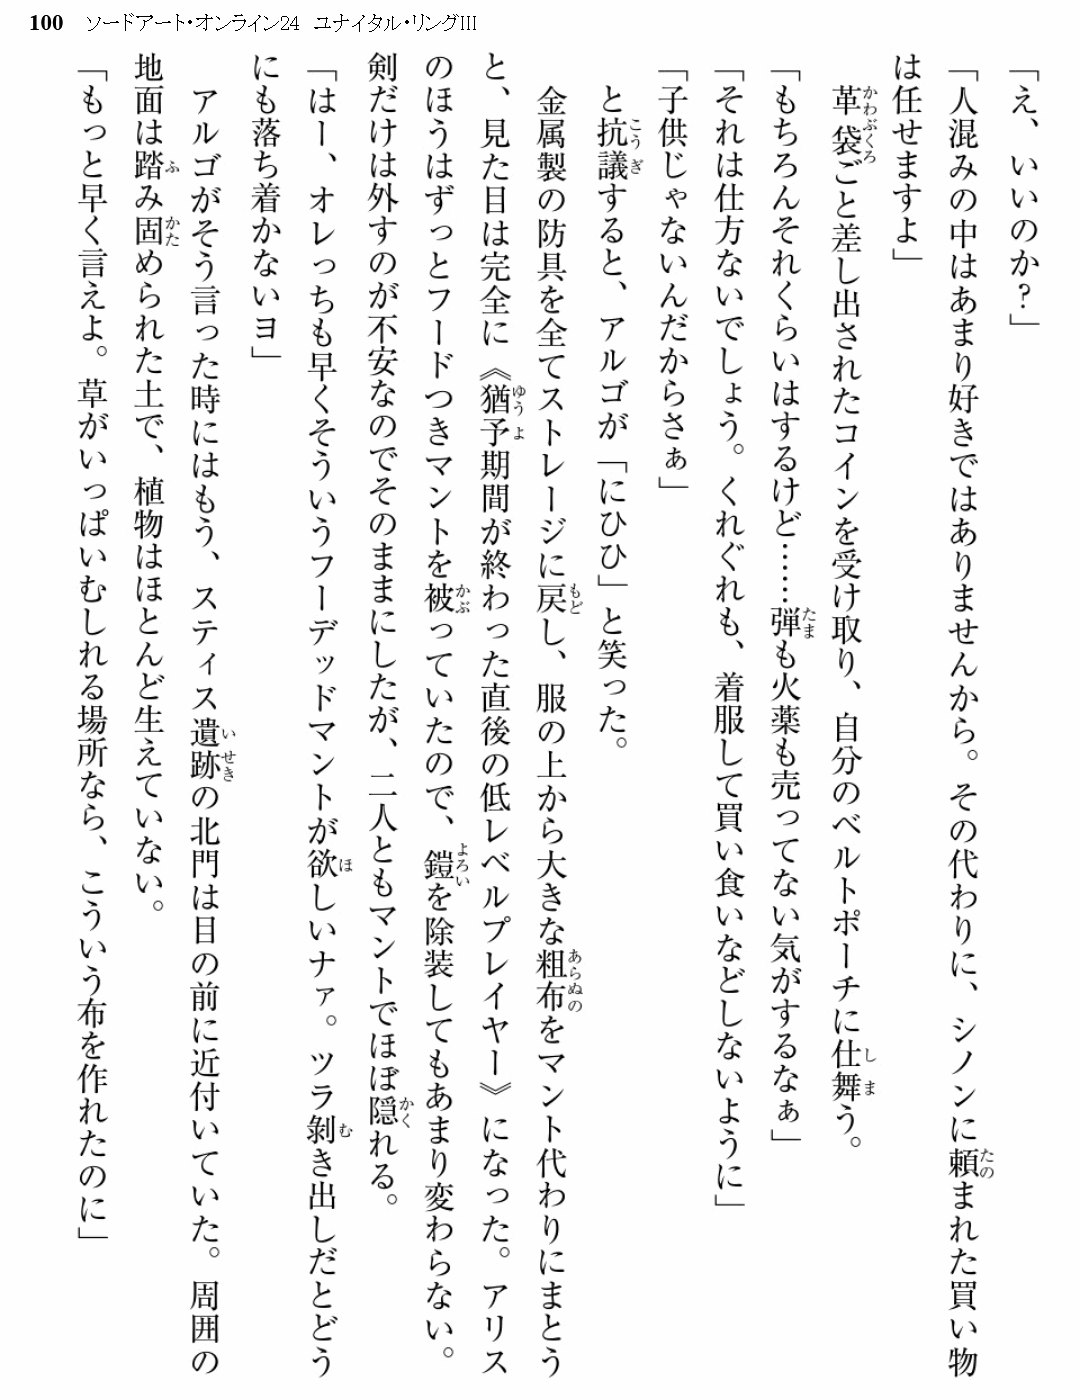 100 ソードアート・オンライン24 ユナイタル・リングIII
「え、いいのか？」
「人混みの中はあまり好きではありませんから。その代わりに、シノンに頼まれた買い物
は任せますよ」
革袋ごと差し出されたコインを受け取り、自分のベルトポーチに仕舞う。
「もちろんそれくらいはするけど……弾も火薬も売ってない気がするなぁ」
「それは仕方ないでしょう。くれぐれも、着服して買い食いなどしないように」
「子供じゃないんだからさぁ」
と抗議すると、アルゴが「にひひ」と笑った。
金属製の防具を全てストレージに戻し、服の上から大きな粗布をマント代わりにまとう
と、見た目は完全に《猶予期間が終わった直後の低レベルプレイヤー》になった。アリス
のほうはずっとフードつきマントを被っていたので、鎧を除装してもあまり変わらない。
剣だけは外すのが不安なのでそのままにしたが、二人ともマントでほぼ隠れる。
「はー、オレっちも早くそういうフーデッドマントが欲しいナァ。ツラ剝き出しだとどう
にも落ち着かないヨ」
アルゴがそう言った時にはもう、スティス遺跡の北門は目の前に近付いていた。周囲の
地面は踏み固められた土で、植物はほとんど生えていない。
「もっと早く言えよ。草がいっぱいむしれる場所なら、こういう布を作れたのに」